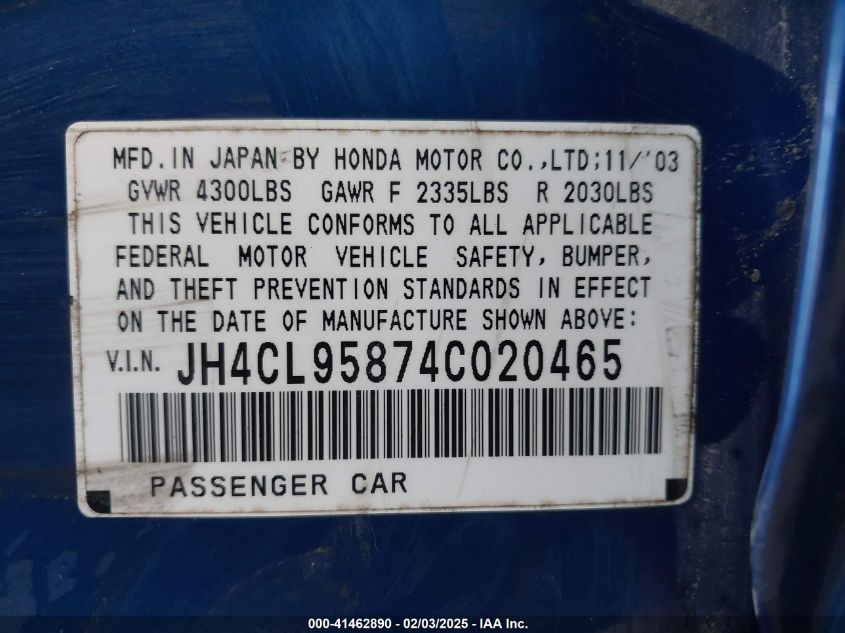 MFD.IN JAPAN BY HONDA MOTOR CO.,LTD;11/'03
GVWR 4300LBS GAWR F 2335LBS R 2030LBS
THIS VEHICLE CONFORMS TO ALL APPLICABLE
FEDERAL MOTOR VEHICLE SAFETY, BUMPER,
AND THEFT PREVENTION STANDARDS IN EFFECT
ON THE DATE OF MANUFACTURE SHOWN ABOVE:
V.I.N. JH4CL95874C020465
PASSENGER CAR
000-41462890 - 02/03/2025 - IAA Inc.